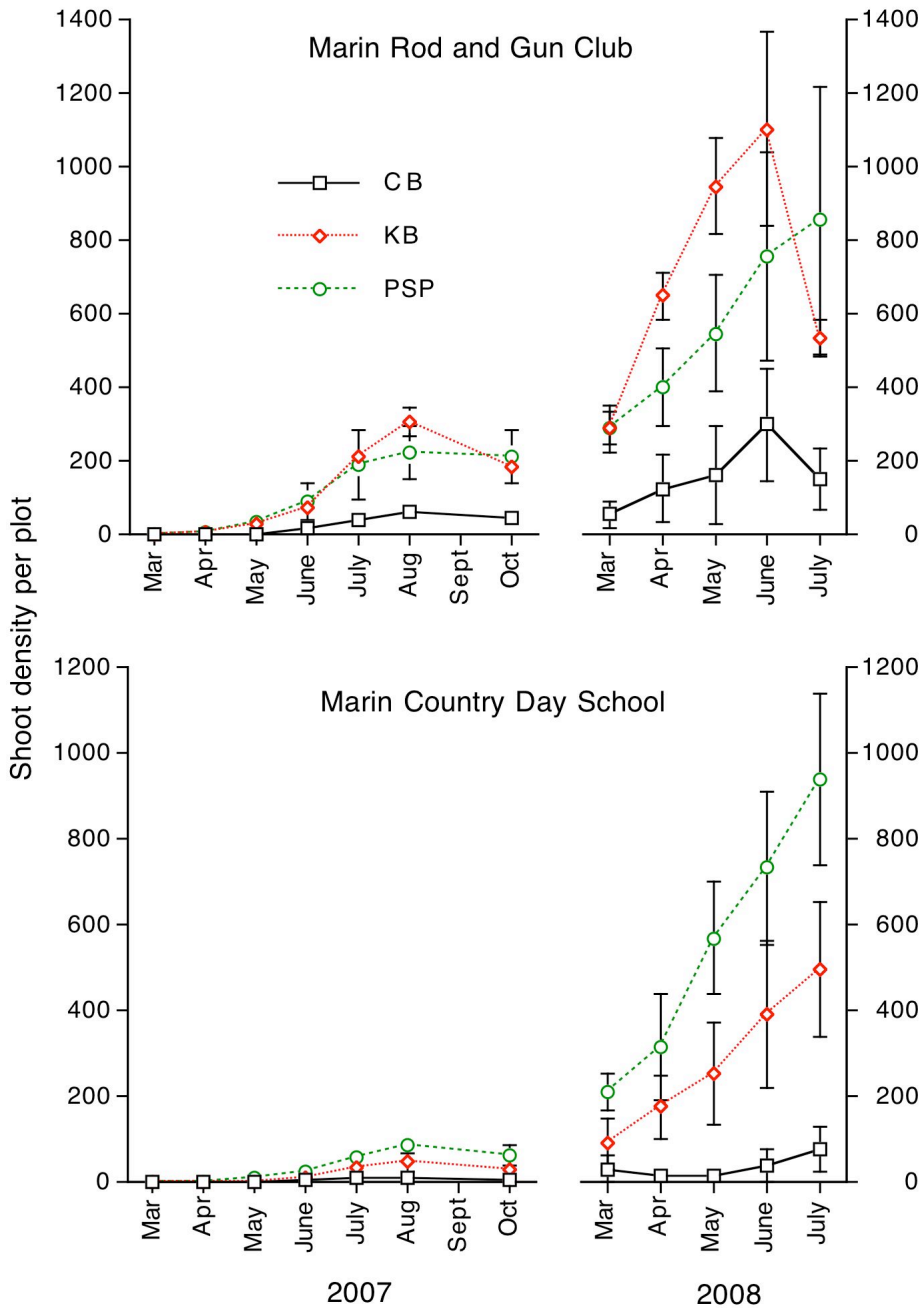 Shoot density per plot
Marin Rod and Gun Club
1400
1200
1000
800
600
400
200
0
CB
KB
PSP
1400
1200
1000
800
600
400
200
0
Mar
Apr
May
June
July
Aug
Sept
Oct
Mar
Apr
May
June
July
Marin Country Day School
1200
1000
800
600
400
200
0
1200
1000
800
600
400
200
0
Mar
Apr
May
June
July
Aug
Sept
Oct
Mar
Apr
May
June
July
2007
2008